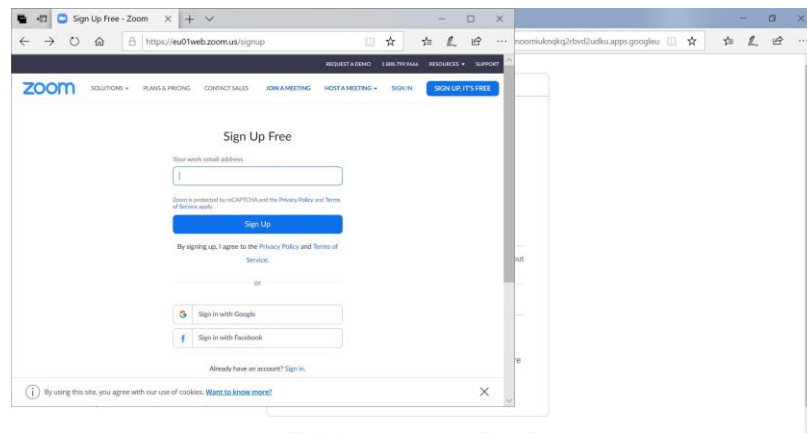 Sign Up Free - Zoom
https://eu01web.zoom.us/signup
noomiuknqkq2rbvd2udku.apps.googleu
REQUEST A DEMO 1.888.799.9666 RESOURCES SUPPORT
zoom SOLUTIONS PLANS & PRICING CONTACT SALES JOIN A MEETING HOST A MEETING SIGN IN SIGN UP, IT'S FREE
Sign Up Free
Your work email address
Zoom is protected by reCAPTCHA and the Privacy Policy and Terms
of Service apply.
Sign Up
By signing up, I agree to the Privacy Policy and Terms of
Service.
out
or
Sign in with Google
Sign in with Facebook
re
Already have an account? Sign in.
By using this site, you agree with our use of cookies. Want to know more?